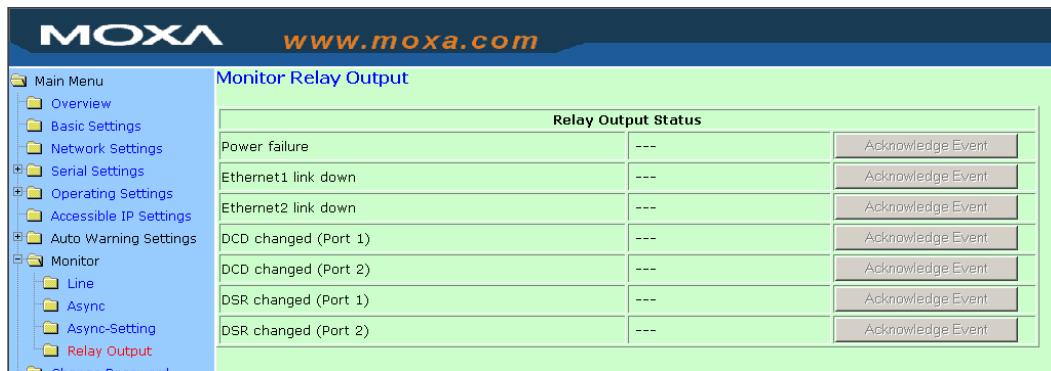 MOXA www.moxa.com
Main Menu
Overview
Basic Settings
Network Settings
Serial Settings
Operating Settings
Accessible IP Settings
Auto Warning Settings
Monitor
Line
Async
Async-Setting
Relay Output
Monitor Relay Output
Relay Output Status
Power failure --- Acknowledge Event
Ethernet1 link down --- Acknowledge Event
Ethernet2 link down --- Acknowledge Event
DCD changed (Port 1) --- Acknowledge Event
DCD changed (Port 2) --- Acknowledge Event
DSR changed (Port 1) --- Acknowledge Event
DSR changed (Port 2) --- Acknowledge Event